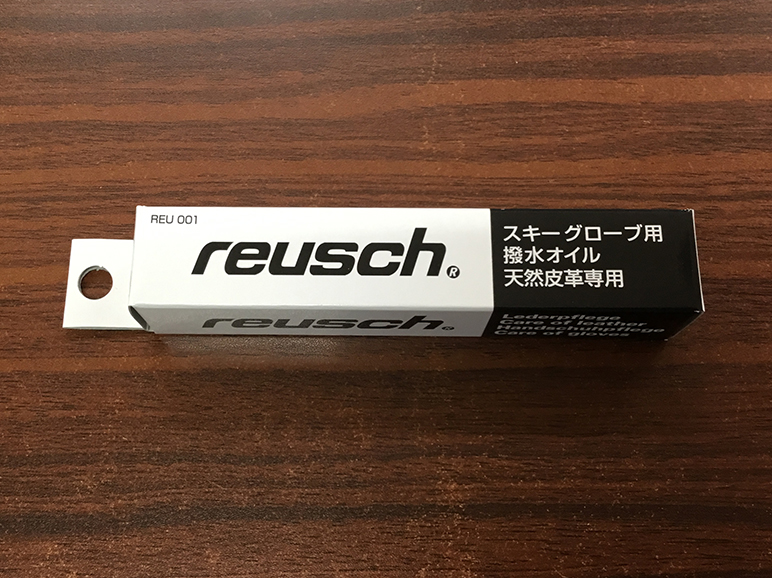 REU 001
reusch®
スキーグローブ用
撥水オイル
天然皮革専用
reusch®
Lederpflege
Care of leather
Handschuhpflege
Care of gloves